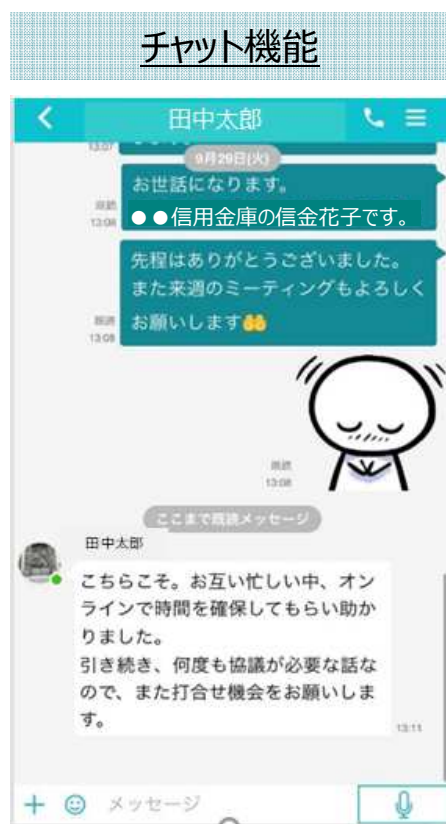 チャット機能
田中太郎
13:07
9月29日(火)
お世話になります。
●●信用金庫の信金花子です。
既読
13:08
先程はありがとうございました。
また来週のミーティングもよろしく
お願いします
既読
13:08
既読
13:08
ここまで既読メッセージ
田中太郎
こちらこそ。お互い忙しい中、オン
ラインで時間を確保してもらい助か
りました。
引き続き、何度も協議が必要な話な
ので、また打合せ機会をお願いしま
す。
13:11
メッセージ